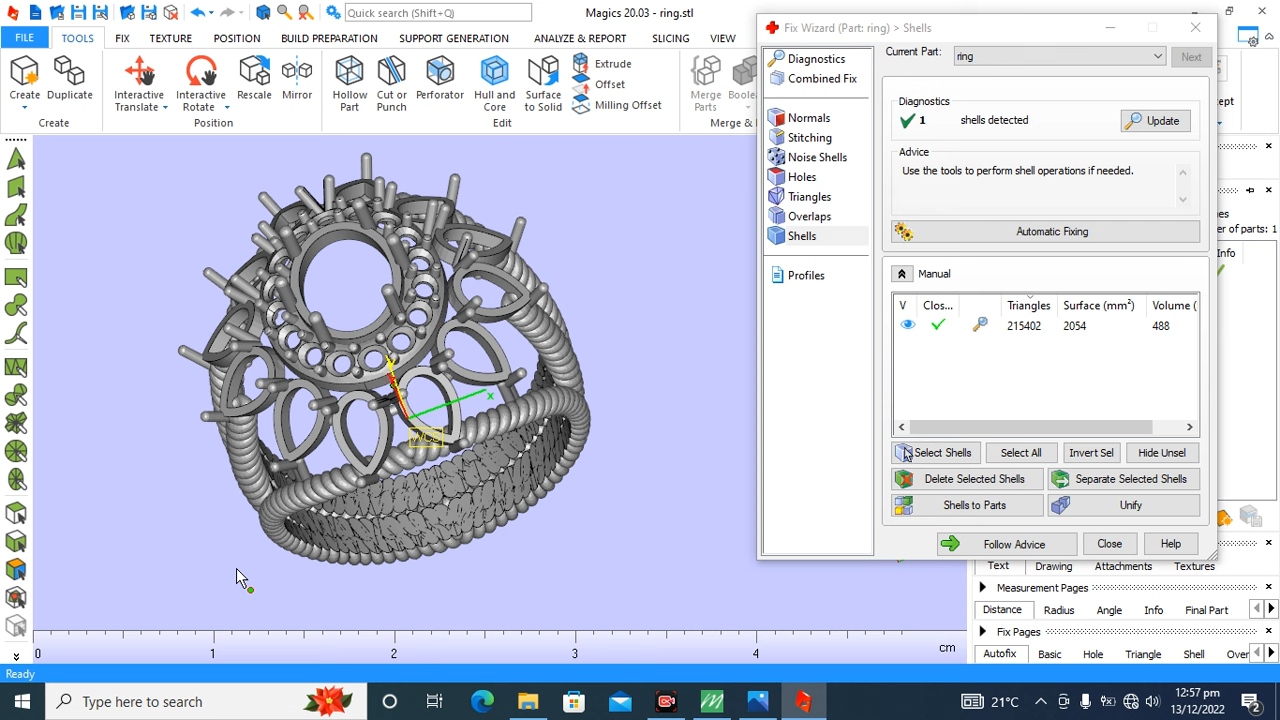 Magics 20.03 - ring.stl
Quick search (Shift+Q)
FILE TOOLS FIX TEXTURE POSITION BUILD PREPARATION SUPPORT GENERATION ANALYZE & REPORT SLICING VIEW
Create Duplicate
Interactive Translate
Interactive Rotate
Rescale Mirror
Hollow Part
Cut or Punch
Perforator
Hull and Core
Surface to Solid
Extrude
Offset
Milling Offset
Merge Parts
Create Position Edit
Fix Wizard (Part: ring) > Shells
Diagnostics
Combined Fix
Normals
Stitching
Noise Shells
Holes
Triangles
Overlaps
Shells
Profiles
Current Part: ring Next
Diagnostics
1 shells detected Update
Advice
Use the tools to perform shell operations if needed.
Automatic Fixing
Manual
V Clos... Triangles Surface (mm²) Volume (
215402 2054 488
Select Shells Select All Invert Sel Hide Unsel
Delete Selected Shells Separate Selected Shells
Shells to Parts Unify
Follow Advice Close Help
of parts: 1
Info
x
WCS
Text Drawing Attachments Textures
Measurement Pages
Distance Radius Angle Info Final Part
Fix Pages
Autofix Basic Hole Triangle Shell Over
0 1 2 3 4 cm
Ready
Type here to search
21°C
12:57 pm
13/12/2022
2